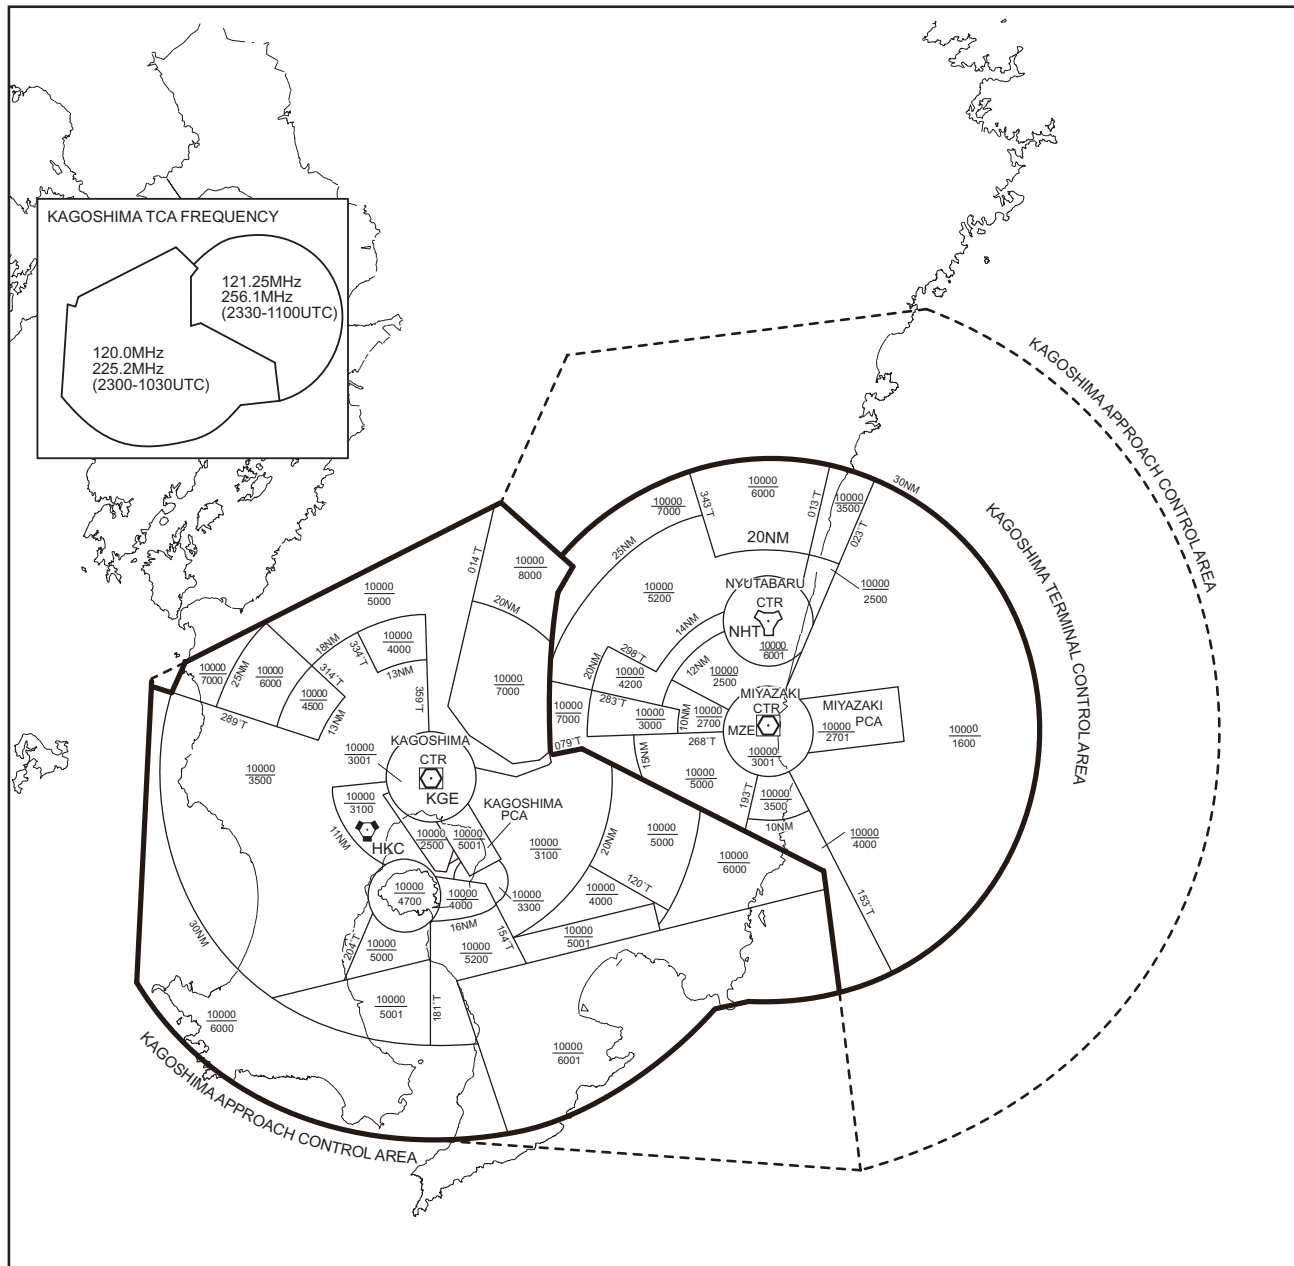 KAGOSHIMA TCA FREQUENCY
121.25MHz
256.1MHz
(2330-1100UTC)
120.0MHz
225.2MHz
(2300-1030UTC)
KAGOSHIMA APPROACH CONTROL AREA
KAGOSHIMA TERMINAL CONTROL AREA
30NM
10000
6000
10000
7000
343°T
013°T
10000
3500
023°T
25NM
20NM
10000
2500
014°T
10000
8000
20NM
10000
5000
10000
5200
NYUTABARU
CTR
NHT
10000
6001
14NM
12NM
298°T
20NM
10000
4200
10000
2500
283°T
18NM
334°T
10000
4000
13NM
314°T
10000
7000
25NM
10000
6000
10000
4500
13NM
289°T
359°T
10000
7000
10000
7000
079°T
10000
3000
10NM
10000
2700
268°T
15NM
MIYAZAKI
CTR
MZE
10000
3001
MIYAZAKI
PCA
10000
2701
10000
1600
10000
5000
193°T
10000
3500
10NM
10000
4000
153°T
KAGOSHIMA
CTR
KGE
10000
3001
10000
3500
10000
3100
HKC
11NM
10000
2500
10000
5001
KAGOSHIMA
PCA
10000
3100
20NM
10000
5000
10000
6000
120°T
10000
4000
10000
3300
10000
4700
10000
4000
16NM
154°T
10000
5001
204°T
10000
5000
10000
5200
30NM
10000
5001
181°T
10000
6000
10000
6001
KAGOSHIMA APPROACH CONTROL AREA